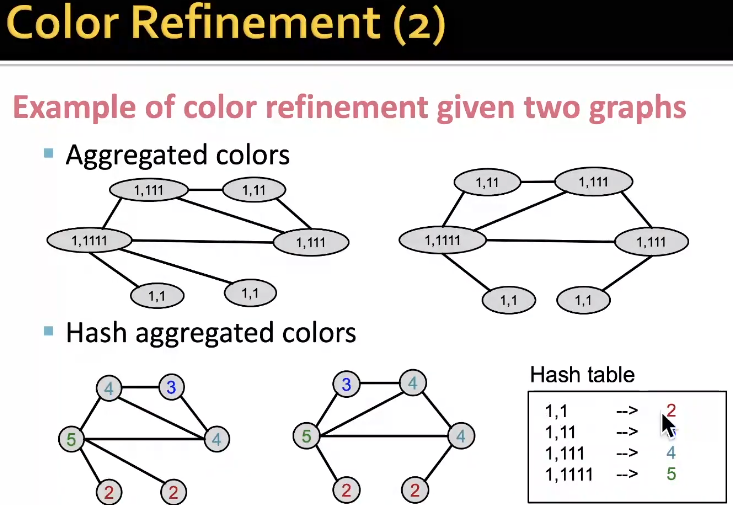 Color Refinement (2)
Example of color refinement given two graphs
Aggregated colors
1,111 1,11
1,1111 1,111
1,1 1,1
1,11 1,111
1,1111 1,111
1,1 1,1
Hash aggregated colors
4 3
5 4
2 2
3 4
5 4
2 2
Hash table
1,1 --> 2
1,11 -->
1,111 --> 4
1,1111 --> 5